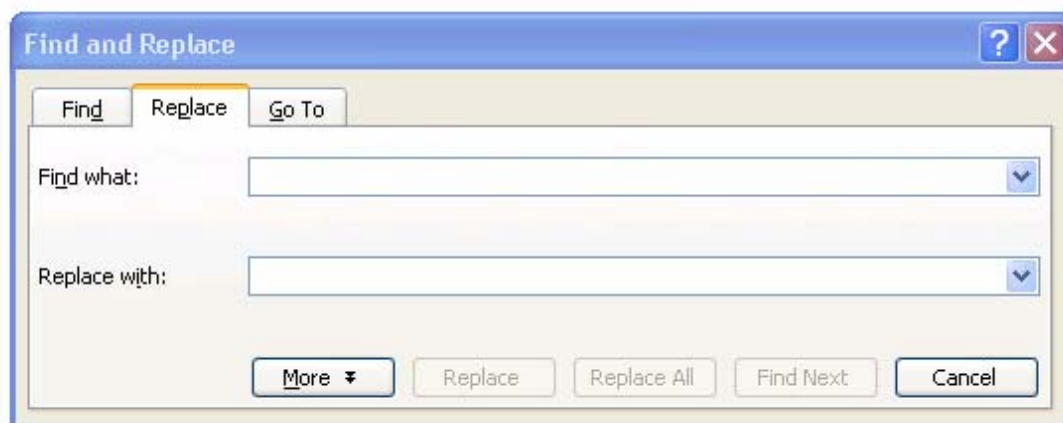 Find and Replace
Find Replace Go To
Find what:
Replace with:
More Replace Replace All Find Next Cancel